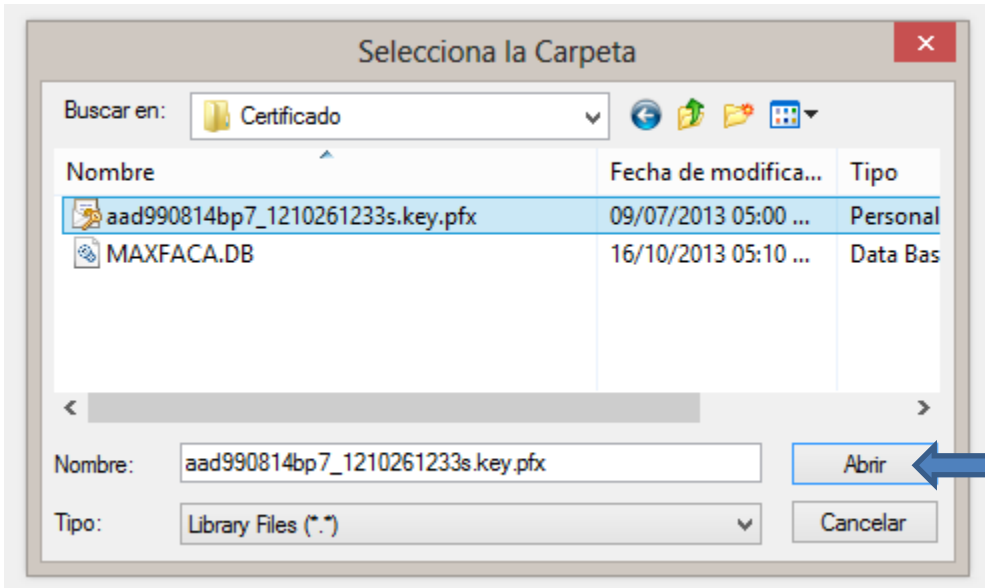 Selecciona la Carpeta
Buscar en: Certificado
Nombre Fecha de modifica... Tipo
aad990814bp7_1210261233s.key.pfx 09/07/2013 05:00 ... Personal
MAXFACA.DB 16/10/2013 05:10 ... Data Bas
Nombre: aad990814bp7_1210261233s.key.pfx Abrir
Tipo: Library Files (*.*) Cancelar